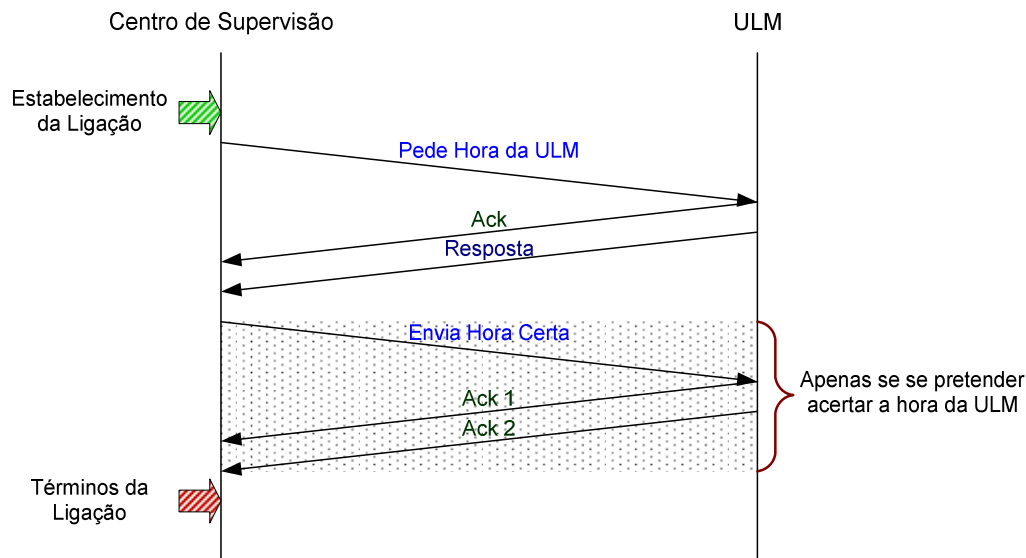 Centro de Supervisão
ULM
Estabelecimento
da Ligação
Pede Hora da ULM
Ack
Resposta
Envia Hora Certa
Ack 1
Ack 2
Apenas se se pretender
acertar a hora da ULM
Términos da
Ligação